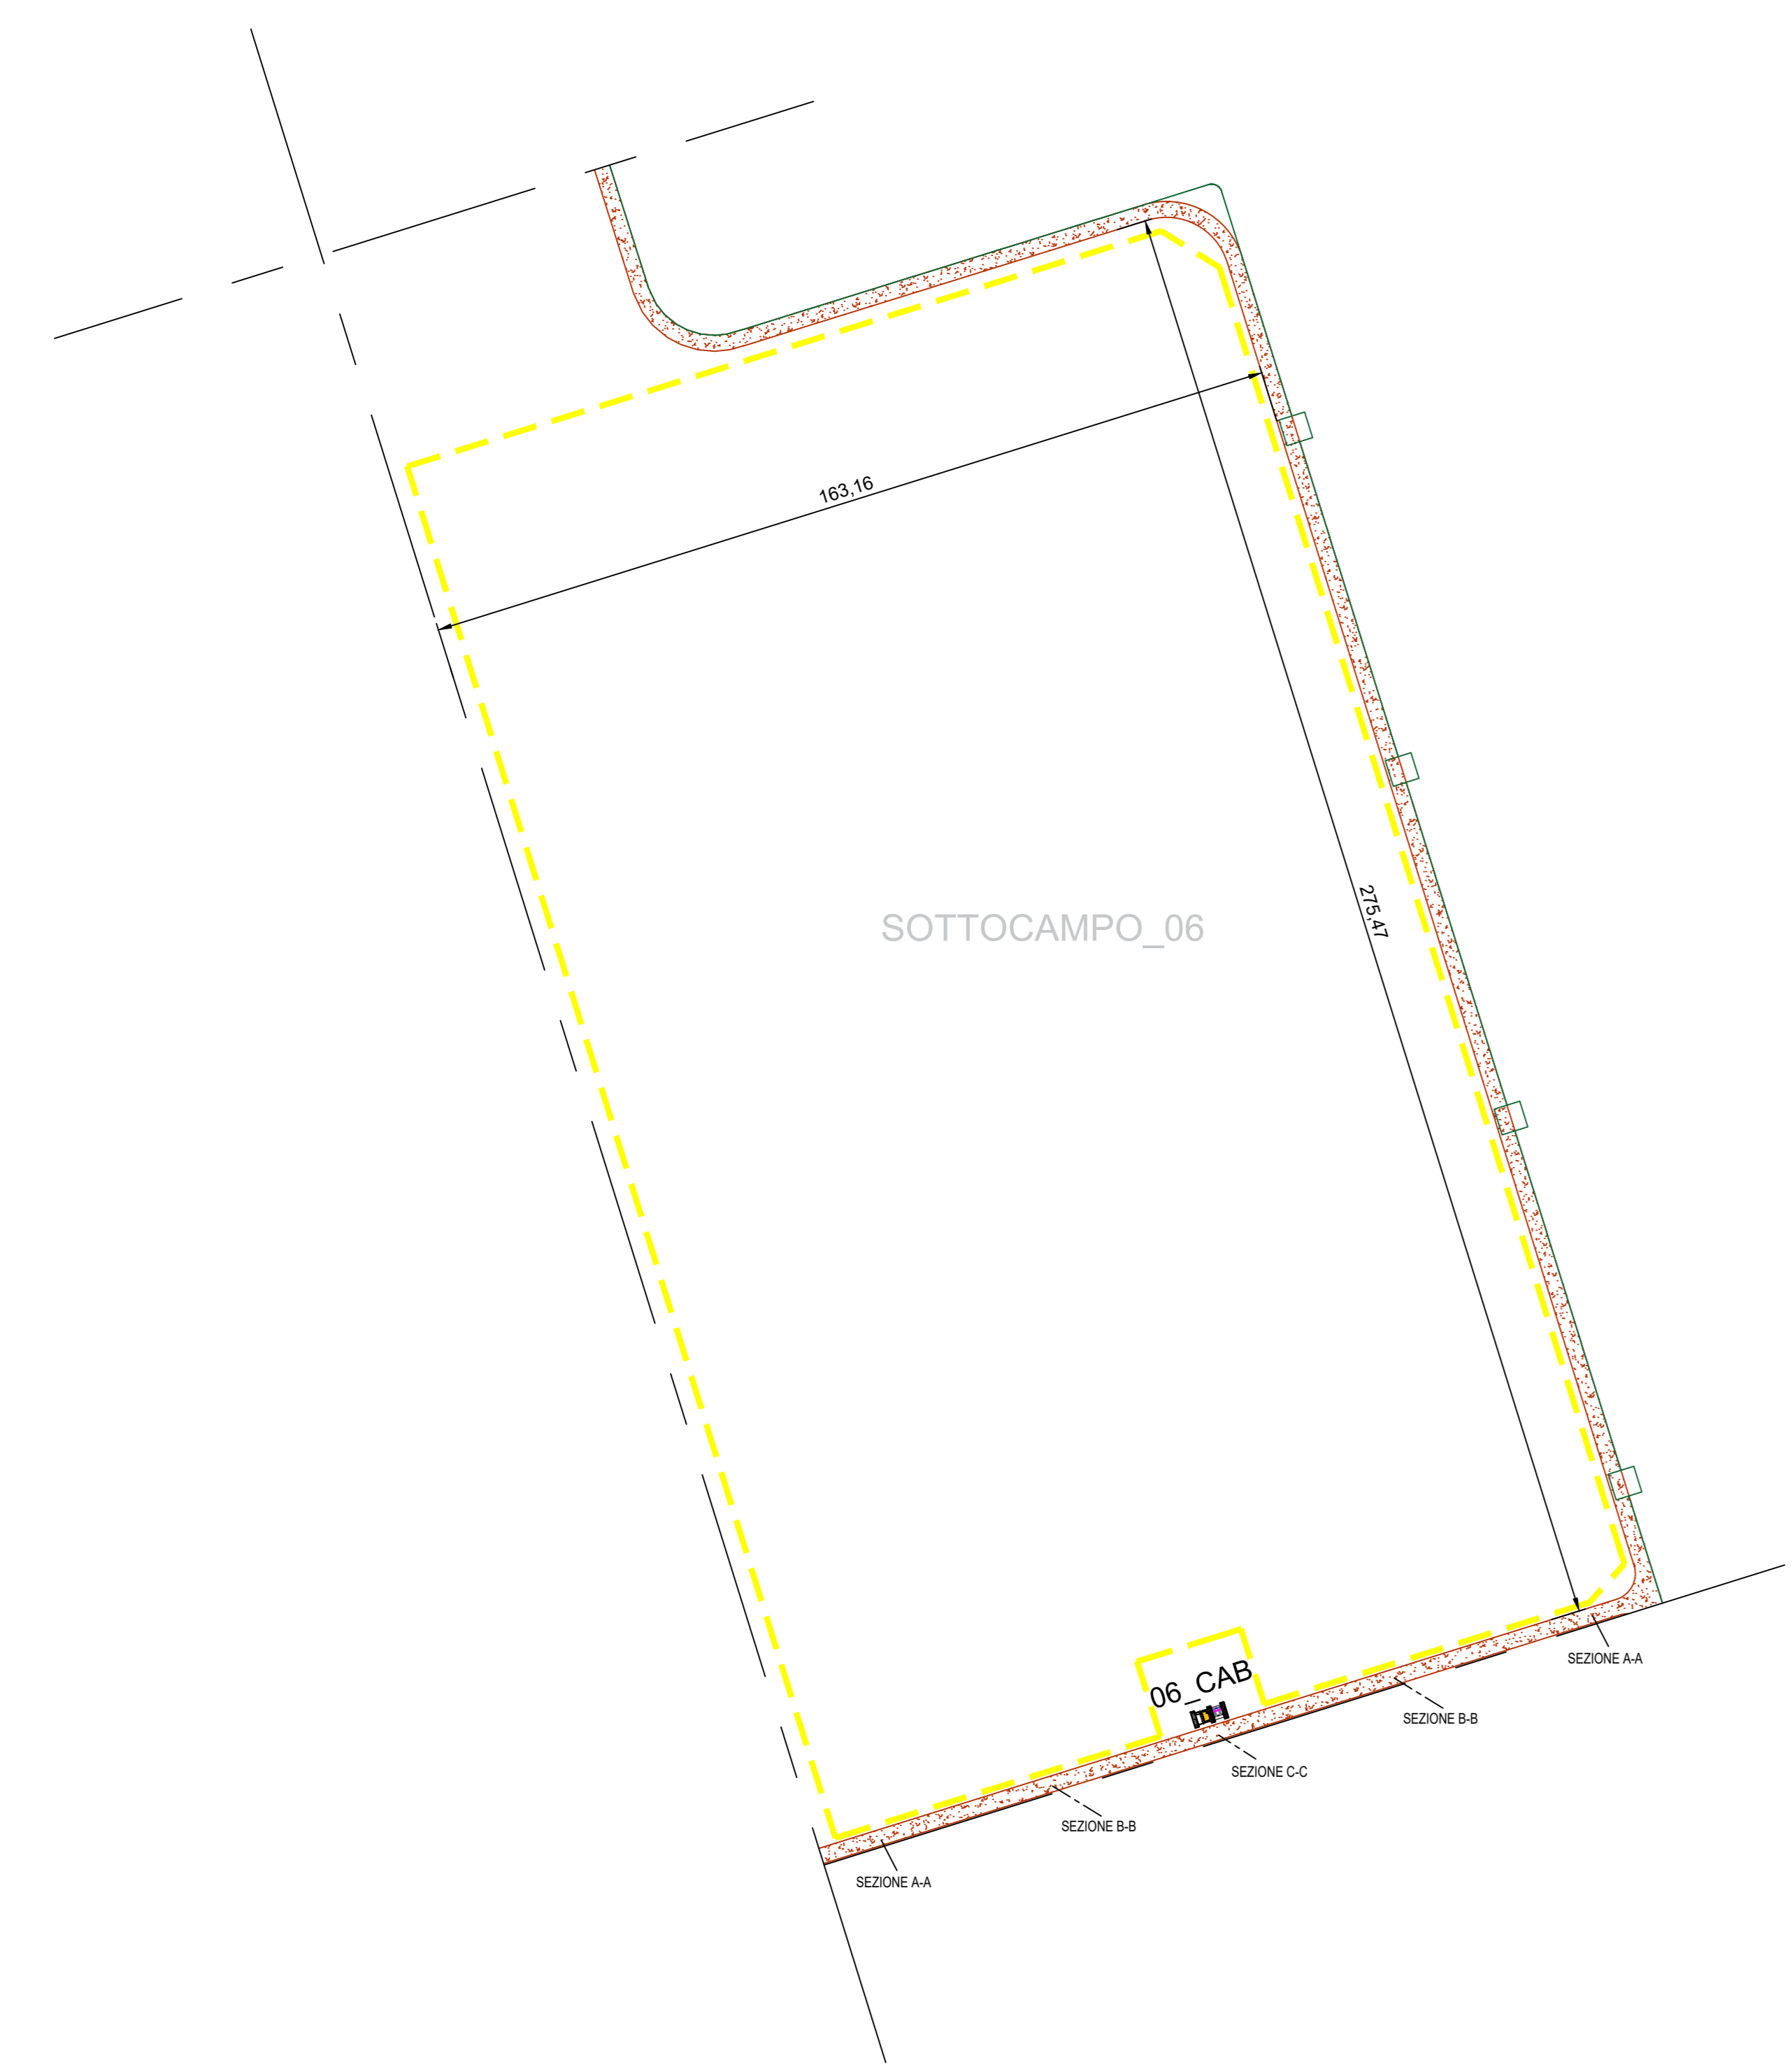 163,16
275,47
SOTTOCAMPO_06
06_CAB
SEZIONE A-A
SEZIONE B-B
SEZIONE C-C
SEZIONE B-B
SEZIONE A-A